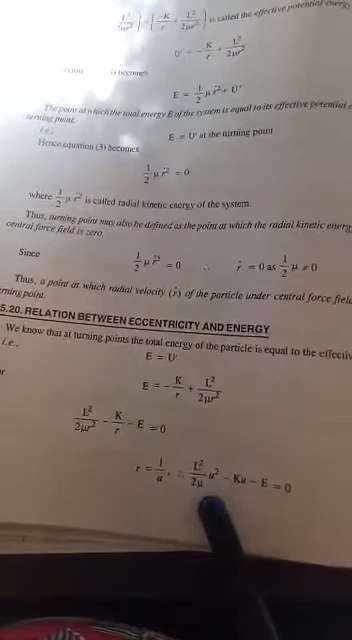 L²/2μr² } = { -K/r + L²/2μr² } is called the effective potential energy
U' = - K/r + L²/2μr²
becomes
E = 1/2 μ ṙ² + U'
The point at which the total energy E of the system is equal to its effective potential
turning point.
i.e., E = U' at the turning point
Hence equation (3) becomes
1/2 μ ṙ² = 0
where 1/2 μ ṙ² is called radial kinetic energy of the system.
Thus, turning point may also be defined as the point at which the radial kinetic energy
central force field is zero
Since 1/2 μ ṙ² = 0 ∴ ṙ = 0 as 1/2 μ ≠ 0
Thus, a point at which radial velocity (ṙ) of the particle under central force field
5.20. RELATION BETWEEN ECCENTRICITY AND ENERGY
We know that at turning points the total energy of the particle is equal to the
i.e., E = U'
E = - K/r + L²/2μr²
L²/2μr² - K/r - E = 0
r = 1/u, ∴ L²/2μ u² - Ku - E = 0